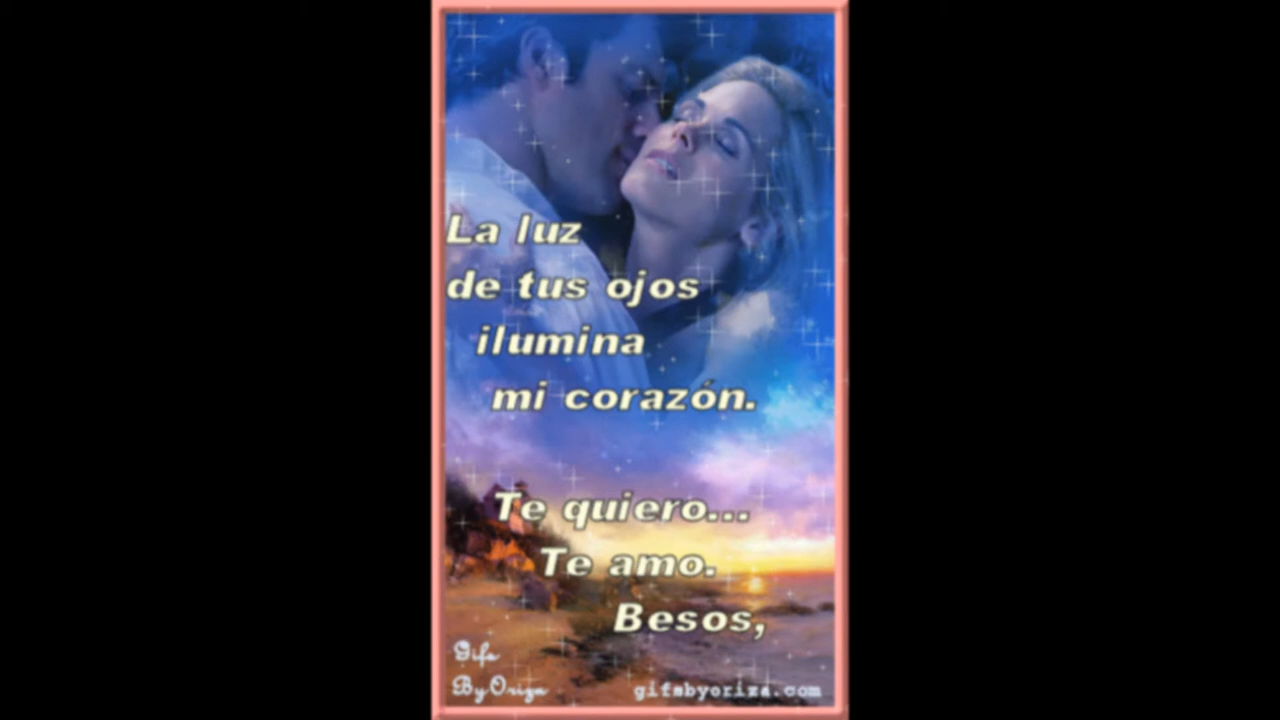 La luz
de tus ojos
ilumina
mi corazón.
Te quiero...
Te amo.
Besos,
Gifs
By Oriza
gifsbyoriza.com